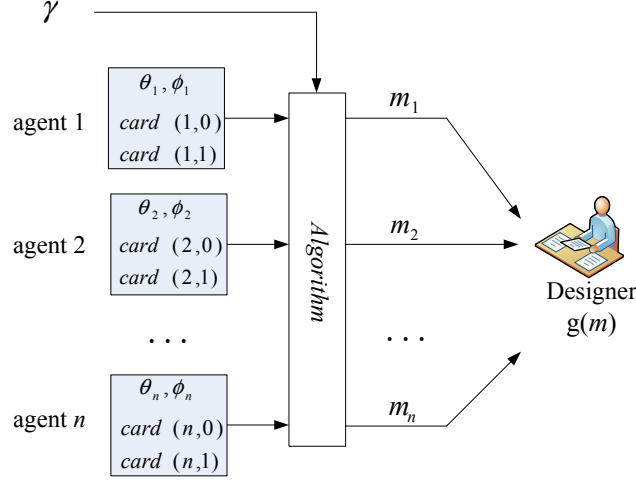 γ
agent 1
θ₁, ϕ₁
card (1,0)
card (1,1)
m₁
agent 2
θ₂, ϕ₂
card (2,0)
card (2,1)
m₂
Algorithm
Designer
g(m)
. . .
. . .
agent n
θₙ, ϕₙ
card (n,0)
card (n,1)
mₙ